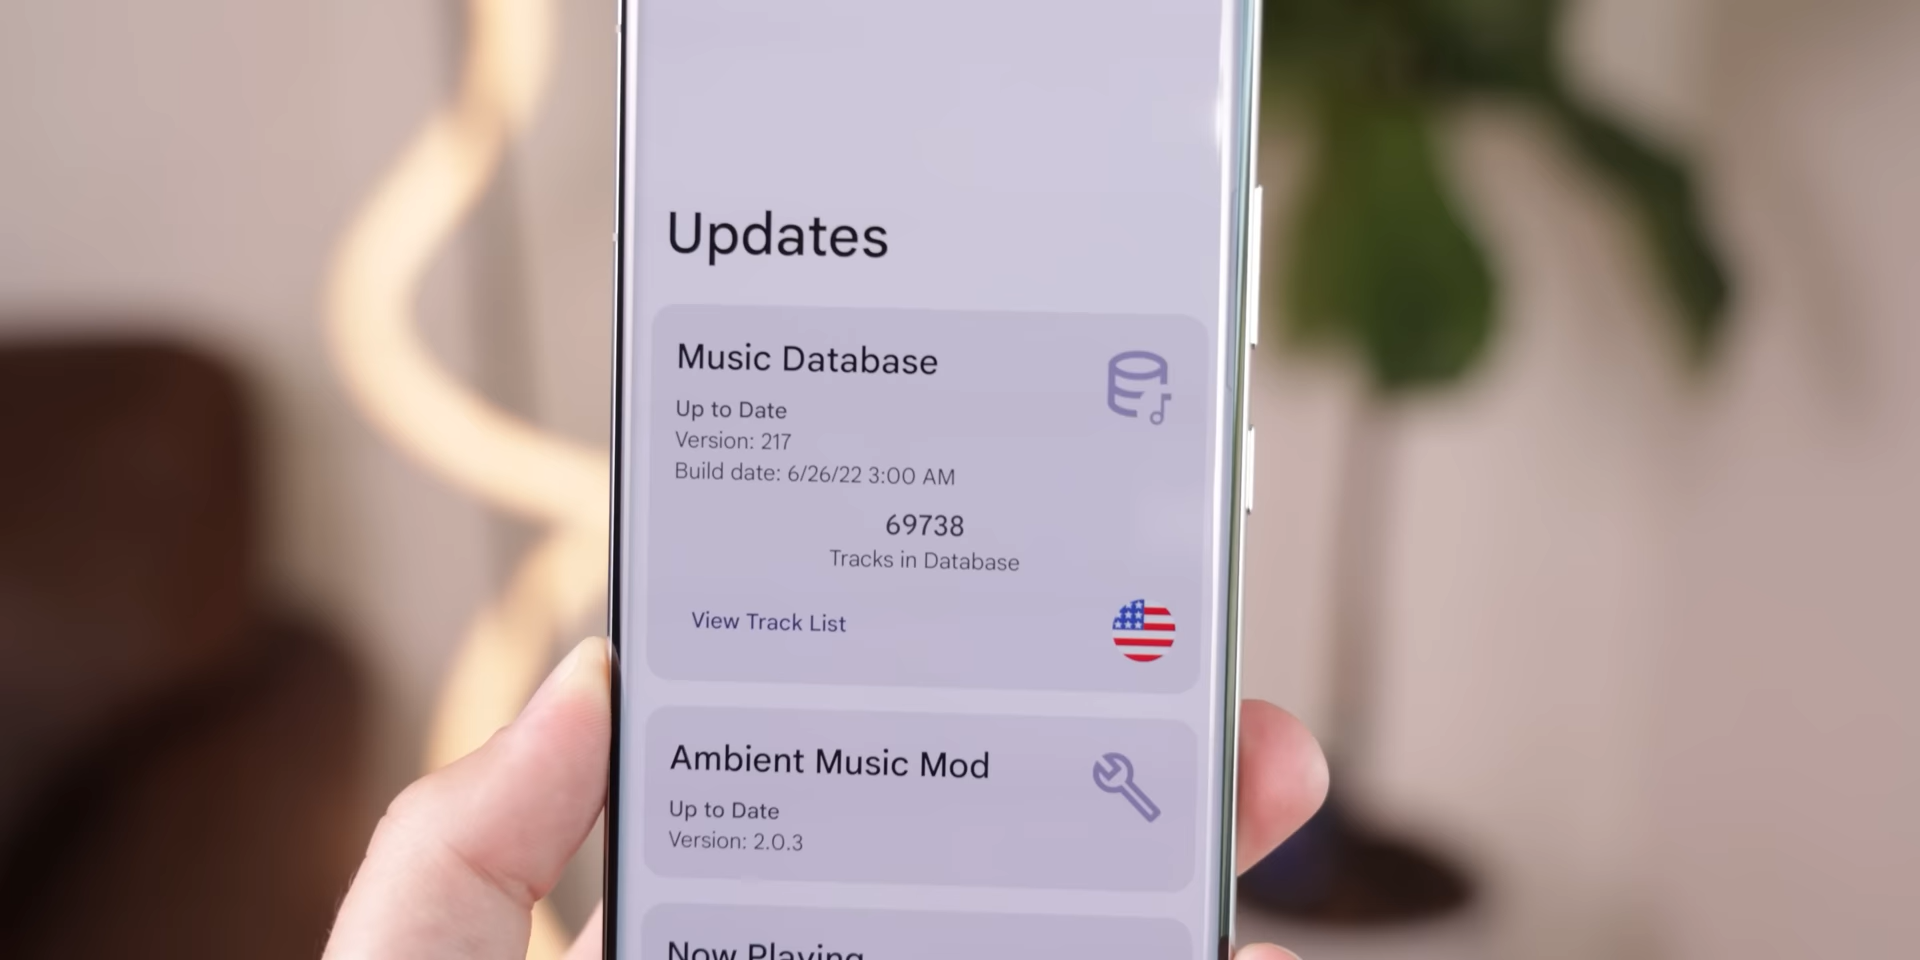 Updates
Music Database
Up to Date
Version: 217
Build date: 6/26/22 3:00 AM
69738
Tracks in Database
View Track List
Ambient Music Mod
Up to Date
Version: 2.0.3
Now Playing